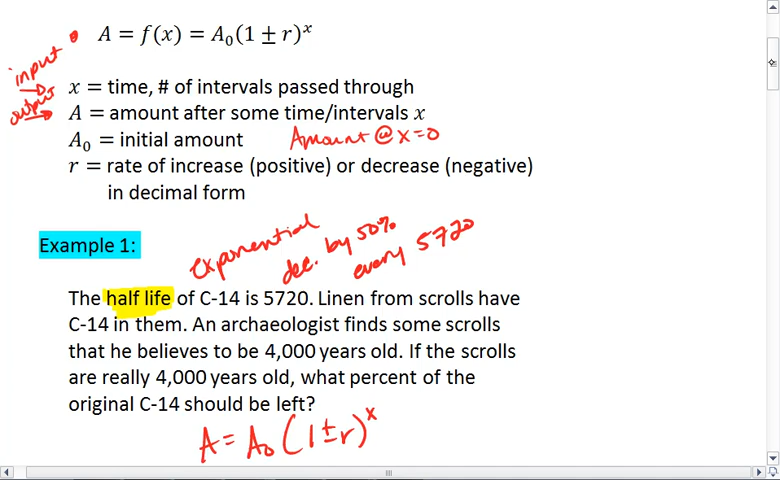 A = f(x) = A₀(1 ± r)ˣ
input
x = time, # of intervals passed through
output
A = amount after some time/intervals x
A₀ = initial amount Amount @ x=0
r = rate of increase (positive) or decrease (negative)
in decimal form
Example 1:
exponential
dec. by 50%
every 5720
The half life of C-14 is 5720. Linen from scrolls have
C-14 in them. An archaeologist finds some scrolls
that he believes to be 4,000 years old. If the scrolls
are really 4,000 years old, what percent of the
original C-14 should be left?
A = A₀ (1 ± r)ˣ